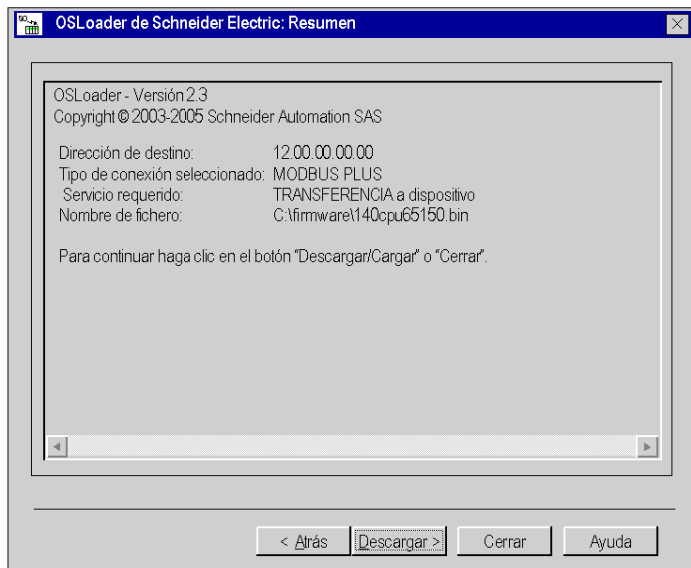 OSLoader de Schneider Electric: Resumen
OSLoader - Versión 2.3
Copyright © 2003-2005 Schneider Automation SAS
Dirección de destino: 12.00.00.00.00
Tipo de conexión seleccionado: MODBUS PLUS
Servicio requerido: TRANSFERENCIA a dispositivo
Nombre de fichero: C:\firmware\140cpu65150.bin
Para continuar haga clic en el botón "Descargar/Cargar" o "Cerrar".
< Atrás Descargar > Cerrar Ayuda